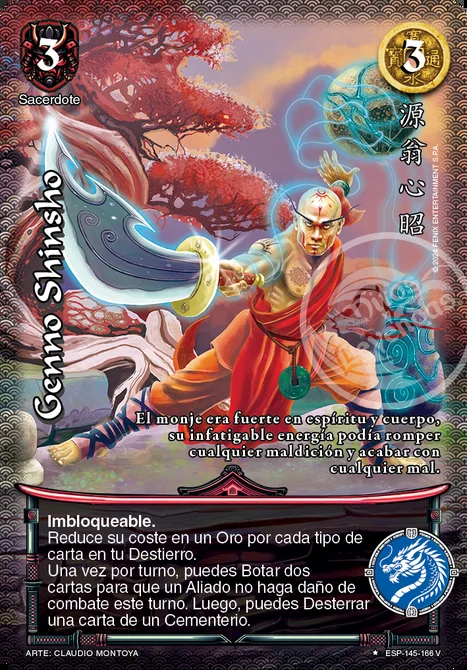 3
Sacerdote
3
源翁心昭
Genno Shinsho
© 2024 FENIX ENTERTAINMENT S.P.A.
El monje era fuerte en espíritu y cuerpo,
su infatigable energía podía romper
cualquier maldición y acabar con
cualquier mal.
Imbloqueable.
Reduce su coste en un Oro por cada tipo de
carta en tu Destierro.
Una vez por turno, puedes Botar dos
cartas para que un Aliado no haga daño de
combate este turno. Luego, puedes Desterrar
una carta de un Cementerio.
ARTE: CLAUDIO MONTOYA
ESP-145-166 V